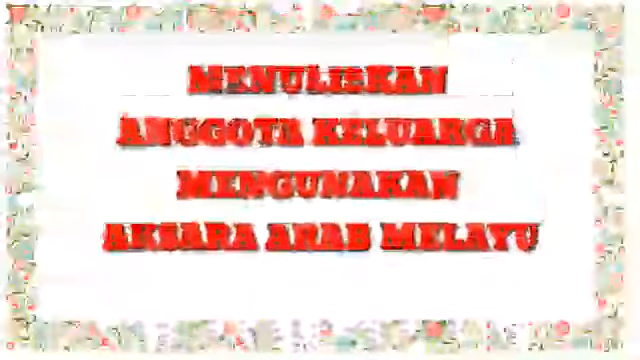 MENULISKAN
ANGGOTA KELUARGA
MENGUNAKAN
AKSARA ARAB MELAYU